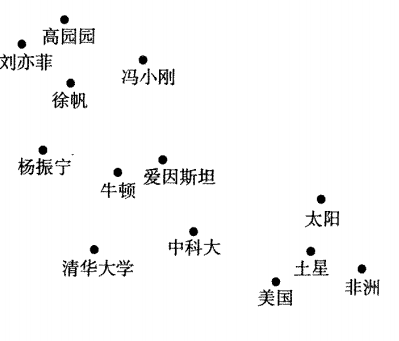 高园园
刘亦菲
冯小刚
徐帆
杨振宁
爱因斯坦
牛顿
太阳
中科大
清华大学
土星
非洲
美国